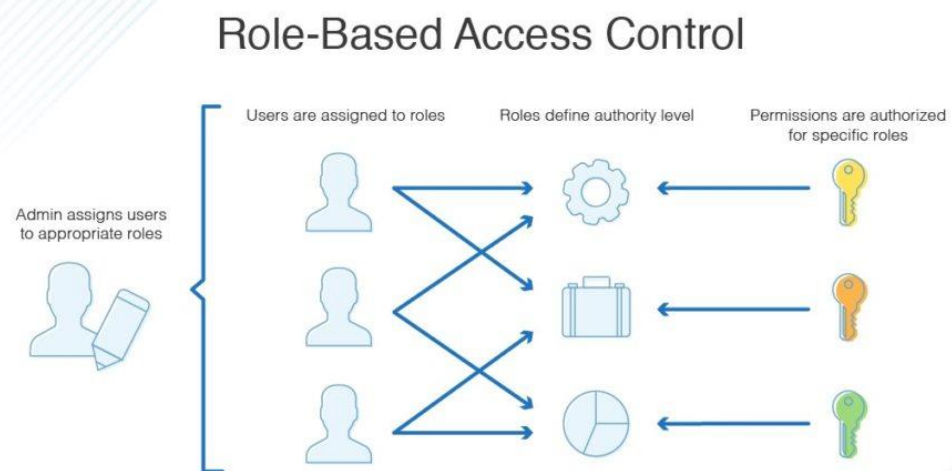 Role-Based Access Control
Users are assigned to roles
Roles define authority level
Permissions are authorized
for specific roles
Admin assigns users
to appropriate roles